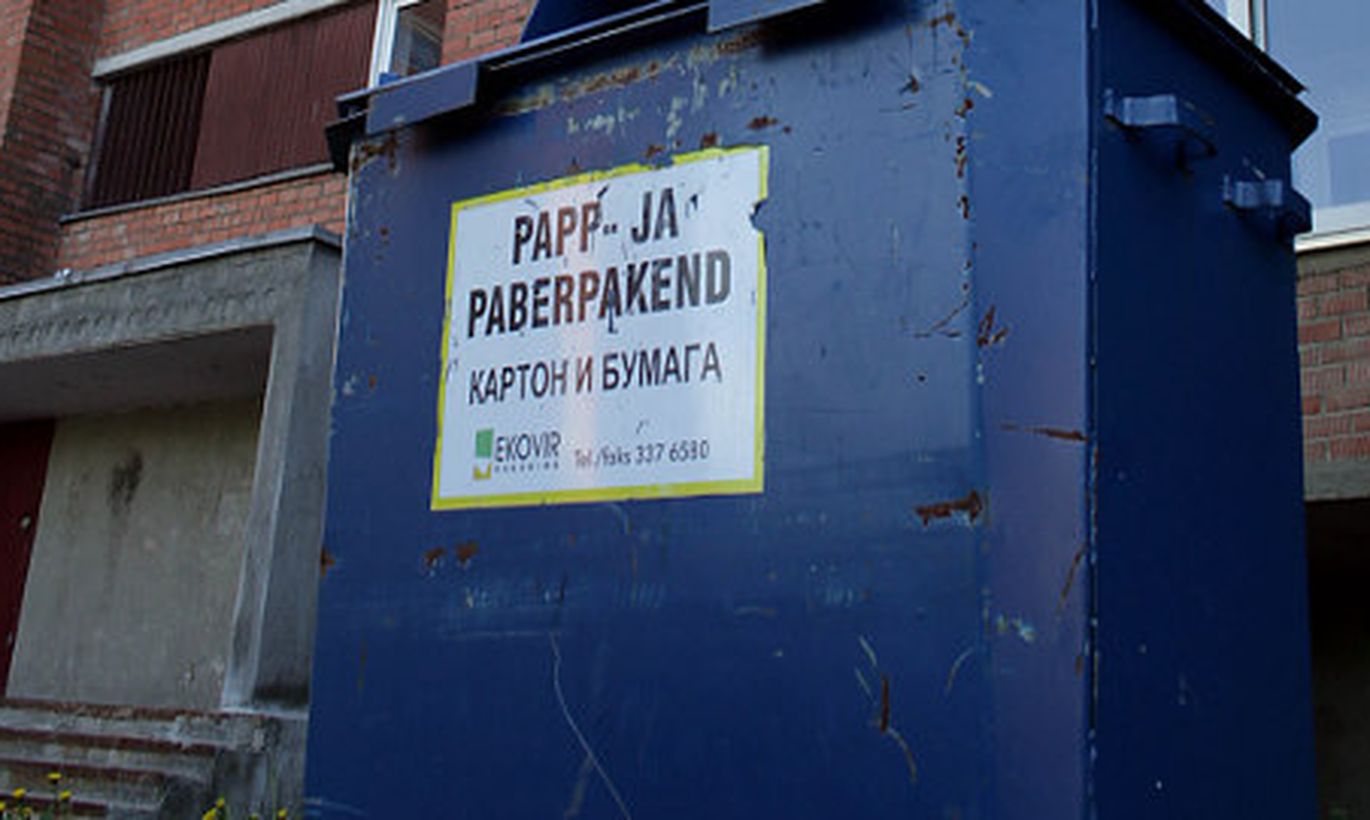 PAPP- JA
PABERPAKEND
КАРТОН И БУМАГА
EKOVIR
Tel./faks 337 6580